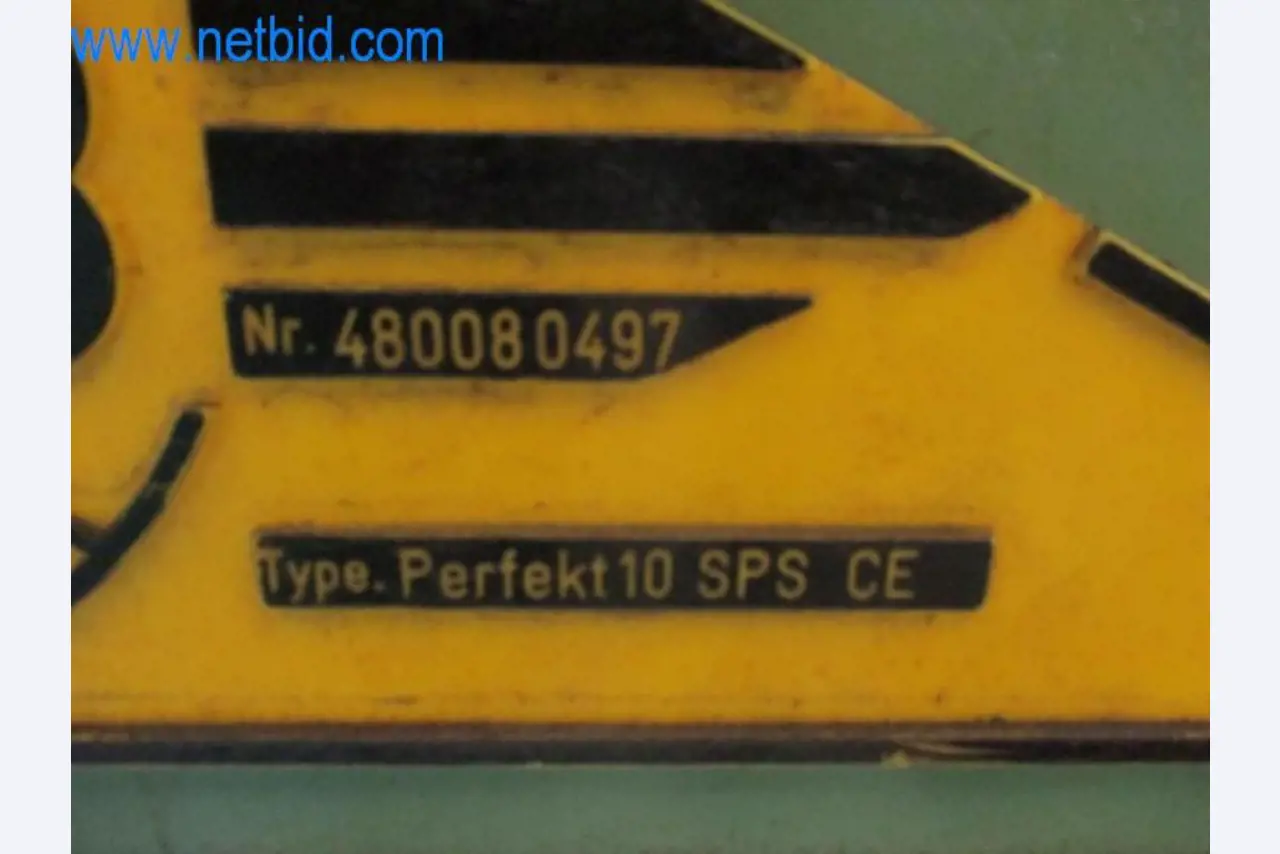 www.netbid.com
Nr. 480080497
Type. Perfekt 10 SPS CE